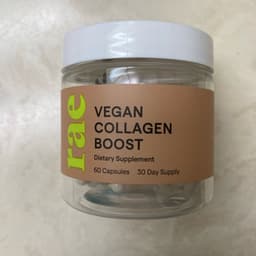 rae
VEGAN
COLLAGEN
BOOST
Dietary Supplement
60 Capsules 30 Day Supply